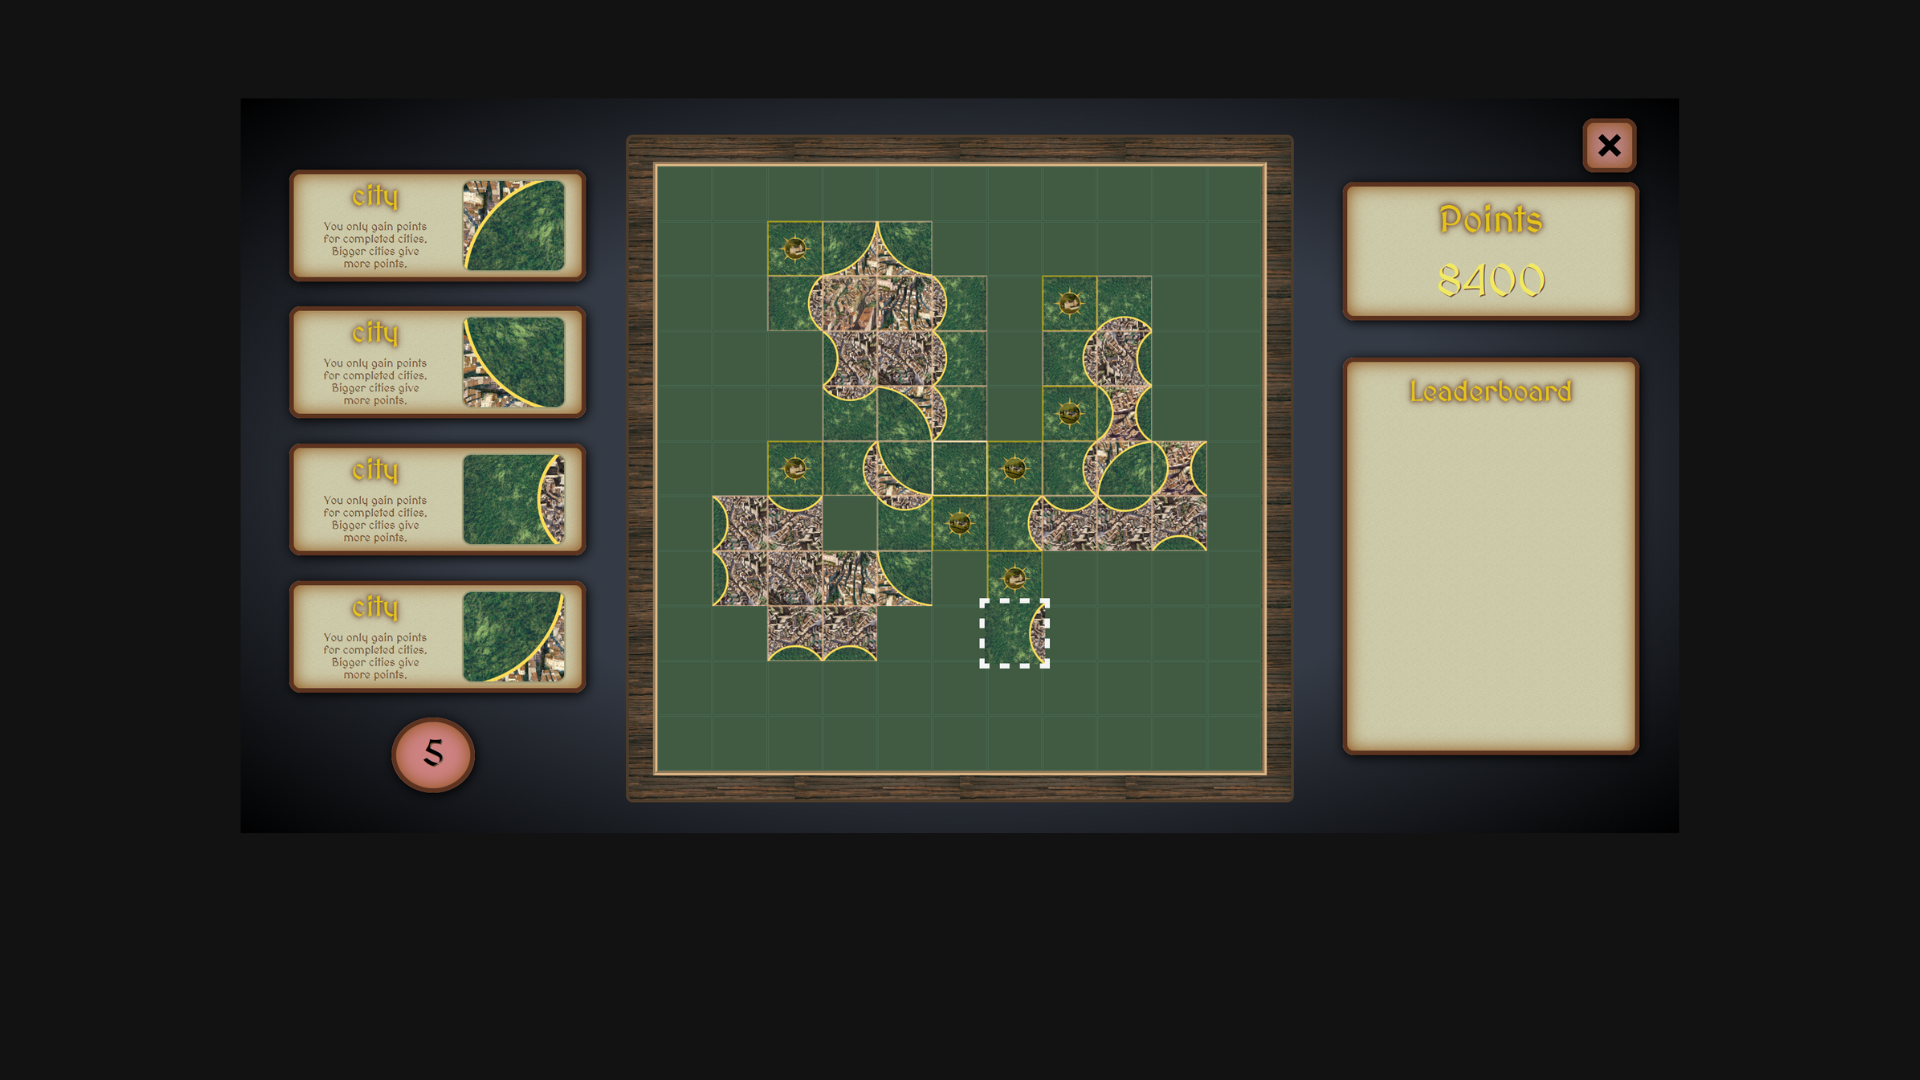 city
You only gain points
for completed cities.
Bigger cities give
more points.
city
You only gain points
for completed cities.
Bigger cities give
more points.
city
You only gain points
for completed cities.
Bigger cities give
more points.
city
You only gain points
for completed cities.
Bigger cities give
more points.
5
Points
8400
Leaderboard